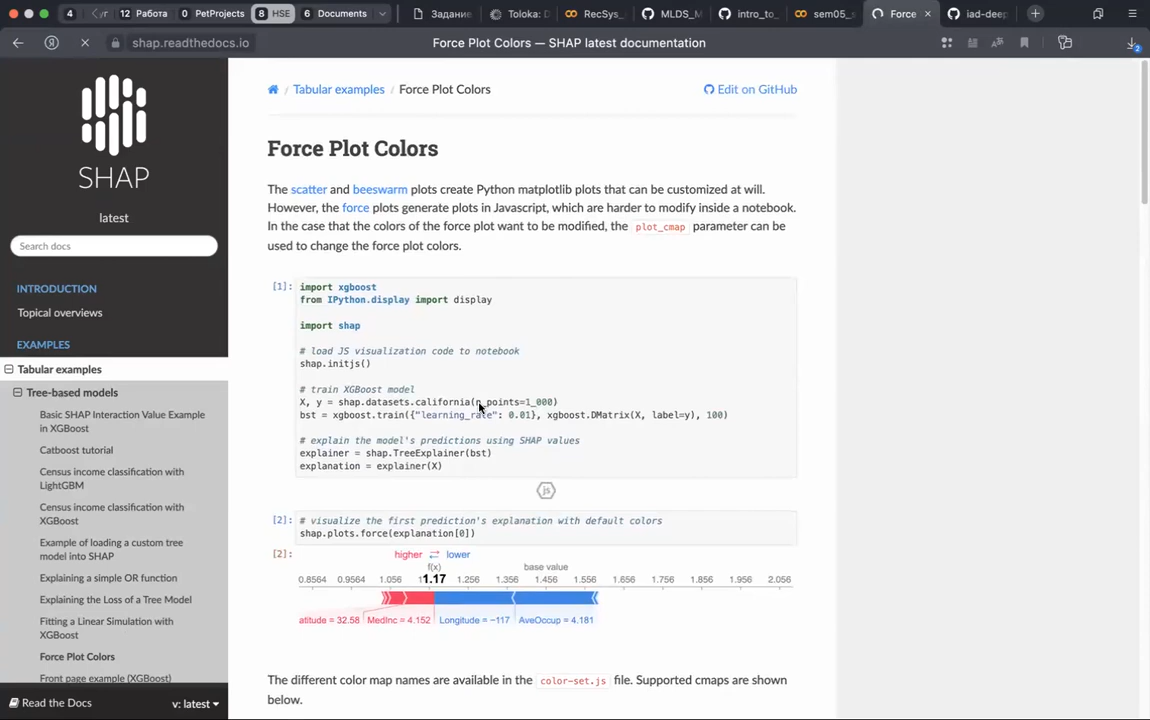 4 Курс 12 Работа 0 PetProjects 8 HSE 6 Documents Задание Toloka: D RecSys_ MLDS_M intro_to_ sem05_s Force iad-deep
shap.readthedocs.io Force Plot Colors — SHAP latest documentation 2
SHAP
latest
Search docs
INTRODUCTION
Topical overviews
EXAMPLES
Tabular examples
Tree-based models
Basic SHAP Interaction Value Example
in XGBoost
Catboost tutorial
Census income classification with
LightGBM
Census income classification with
XGBoost
Example of loading a custom tree
model into SHAP
Explaining a simple OR function
Explaining the Loss of a Tree Model
Fitting a Linear Simulation with
XGBoost
Force Plot Colors
Front page example (XGBoost)
Read the Docs v: latest
/ Tabular examples / Force Plot Colors Edit on GitHub
Force Plot Colors
The scatter and beeswarm plots create Python matplotlib plots that can be customized at will.
However, the force plots generate plots in Javascript, which are harder to modify inside a notebook.
In the case that the colors of the force plot want to be modified, the plot_cmap parameter can be
used to change the force plot colors.
[1]: import xgboost
from IPython.display import display
import shap
# load JS visualization code to notebook
shap.initjs()
# train XGBoost model
X, y = shap.datasets.california(n_points=1_000)
bst = xgboost.train({"learning_rate": 0.01}, xgboost.DMatrix(X, label=y), 100)
# explain the model's predictions using SHAP values
explainer = shap.TreeExplainer(bst)
explanation = explainer(X)
js
[2]: # visualize the first prediction's explanation with default colors
shap.plots.force(explanation[0])
[2]: higher ⇄ lower
f(x) base value
0.8564 0.9564 1.056 1.17 1.256 1.356 1.456 1.556 1.656 1.756 1.856 1.956 2.056
atitude = 32.58 MedInc = 4.152 Longitude = −117 AveOccup = 4.181
The different color map names are available in the color-set.js file. Supported cmaps are shown
below.